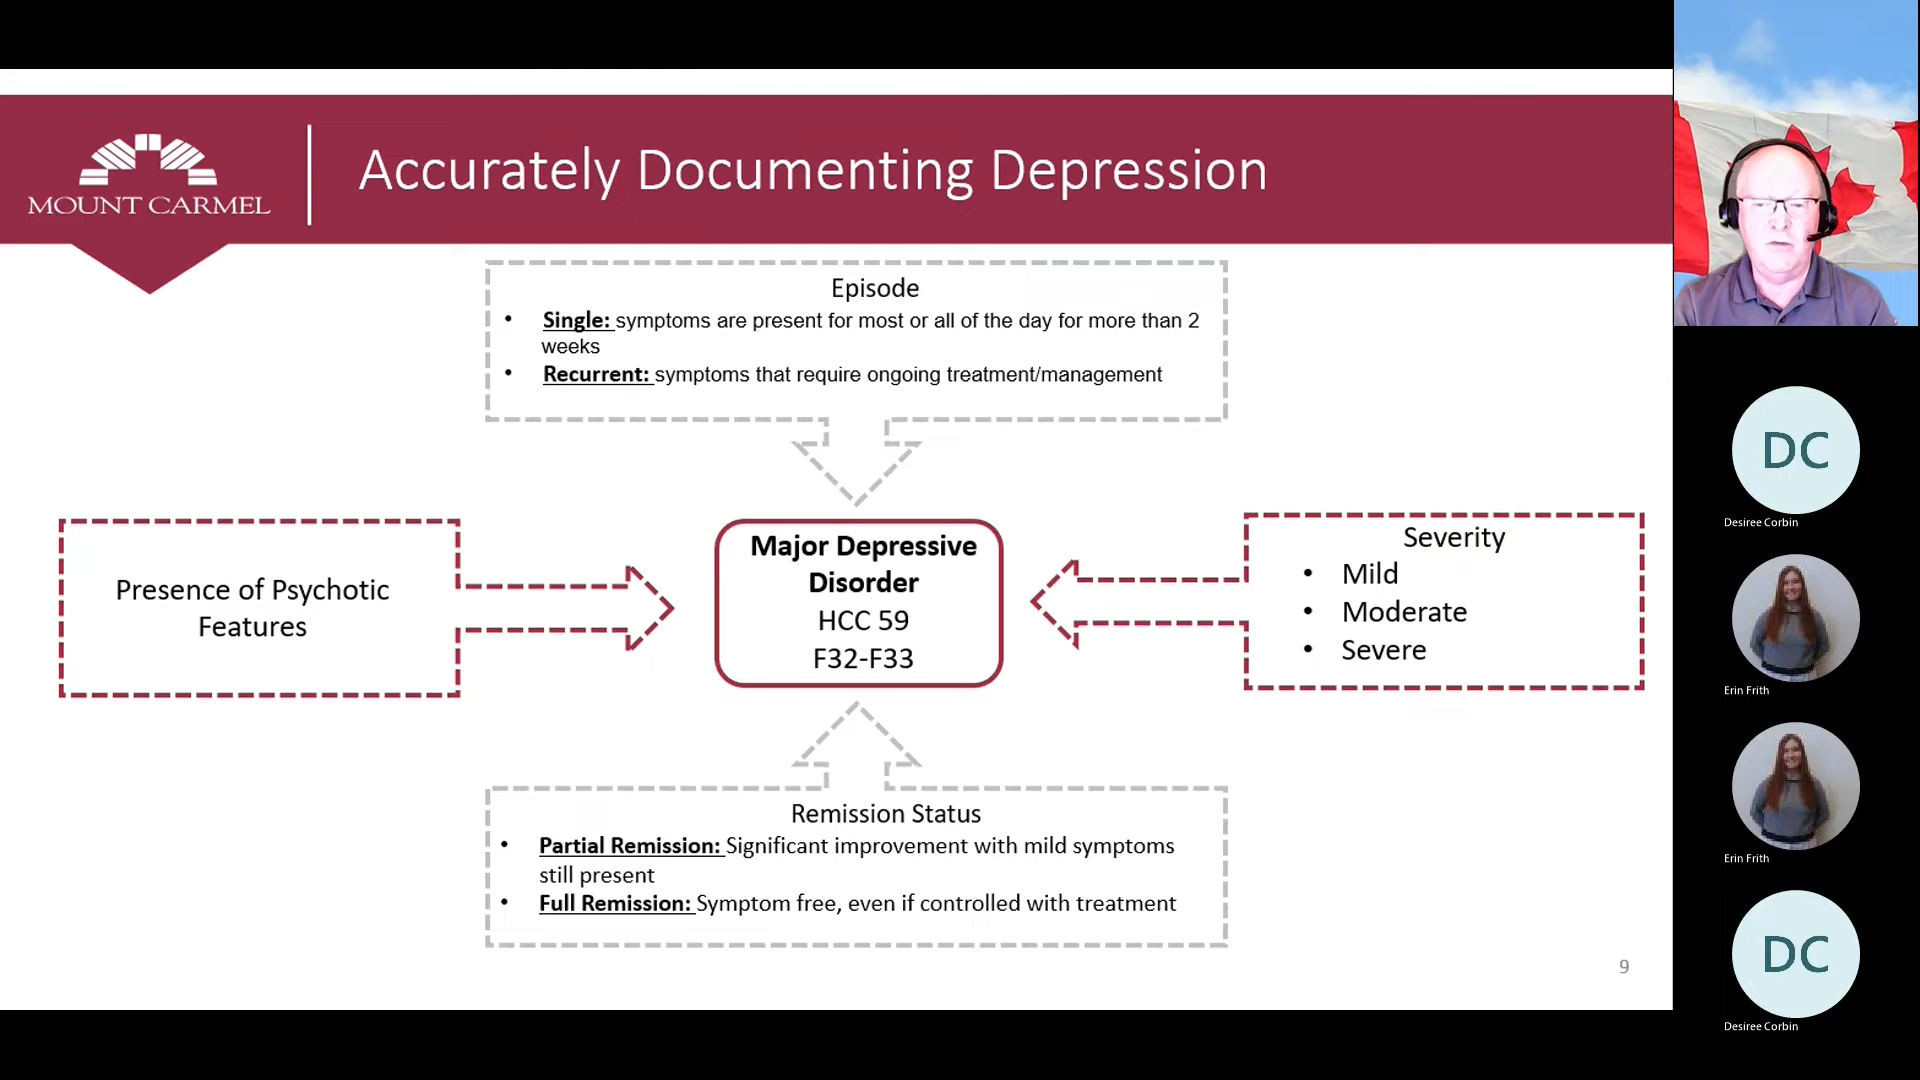 MOUNT CARMEL
Accurately Documenting Depression
Episode
• Single: symptoms are present for most or all of the day for more than 2
weeks
• Recurrent: symptoms that require ongoing treatment/management
Presence of Psychotic
Features
Major Depressive
Disorder
HCC 59
F32-F33
Severity
• Mild
• Moderate
• Severe
Remission Status
• Partial Remission: Significant improvement with mild symptoms
still present
• Full Remission: Symptom free, even if controlled with treatment
9
DC
Desiree Corbin
Erin Frith
Erin Frith
DC
Desiree Corbin